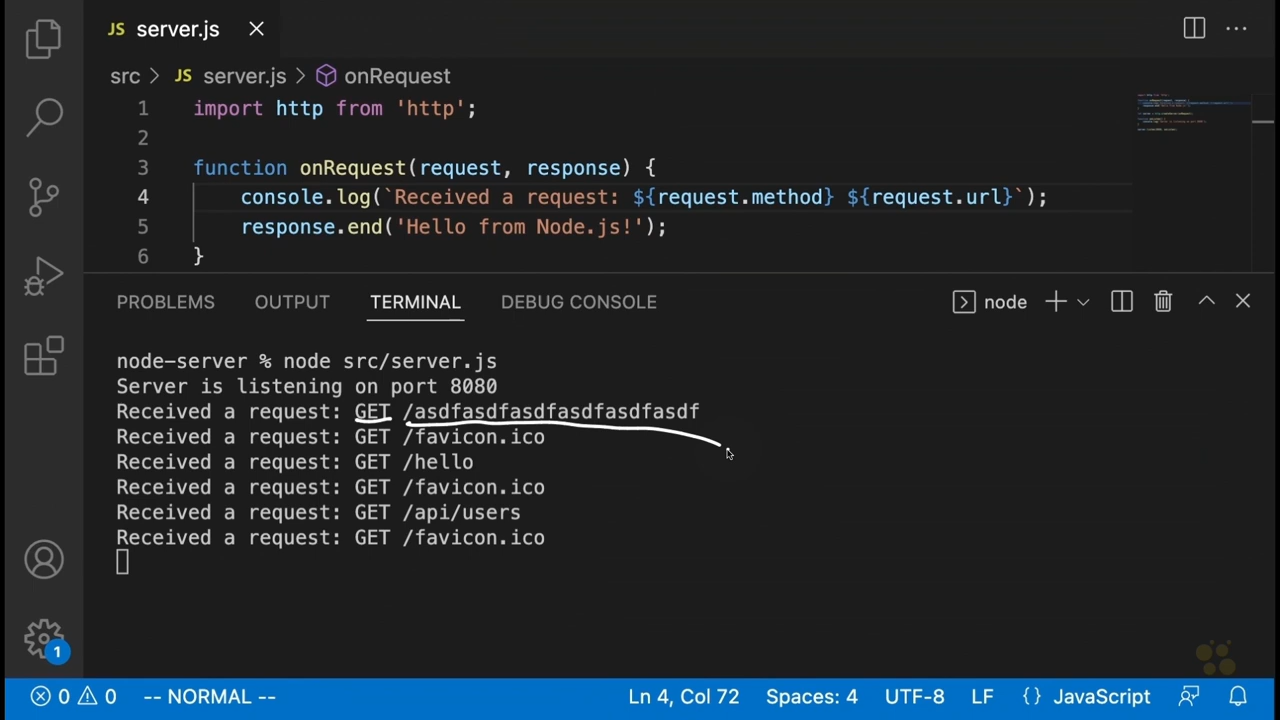 JS server.js
src > JS server.js > onRequest
1 import http from 'http';
2
3 function onRequest(request, response) {
4 console.log(`Received a request: ${request.method} ${request.url}`);
5 response.end('Hello from Node.js!');
6 }
PROBLEMS OUTPUT TERMINAL DEBUG CONSOLE node
node-server % node src/server.js
Server is listening on port 8080
Received a request: GET /asdfasdfasdfasdfasdfasdf
Received a request: GET /favicon.ico
Received a request: GET /hello
Received a request: GET /favicon.ico
Received a request: GET /api/users
Received a request: GET /favicon.ico
1
0 0 -- NORMAL -- Ln 4, Col 72 Spaces: 4 UTF-8 LF {} JavaScript